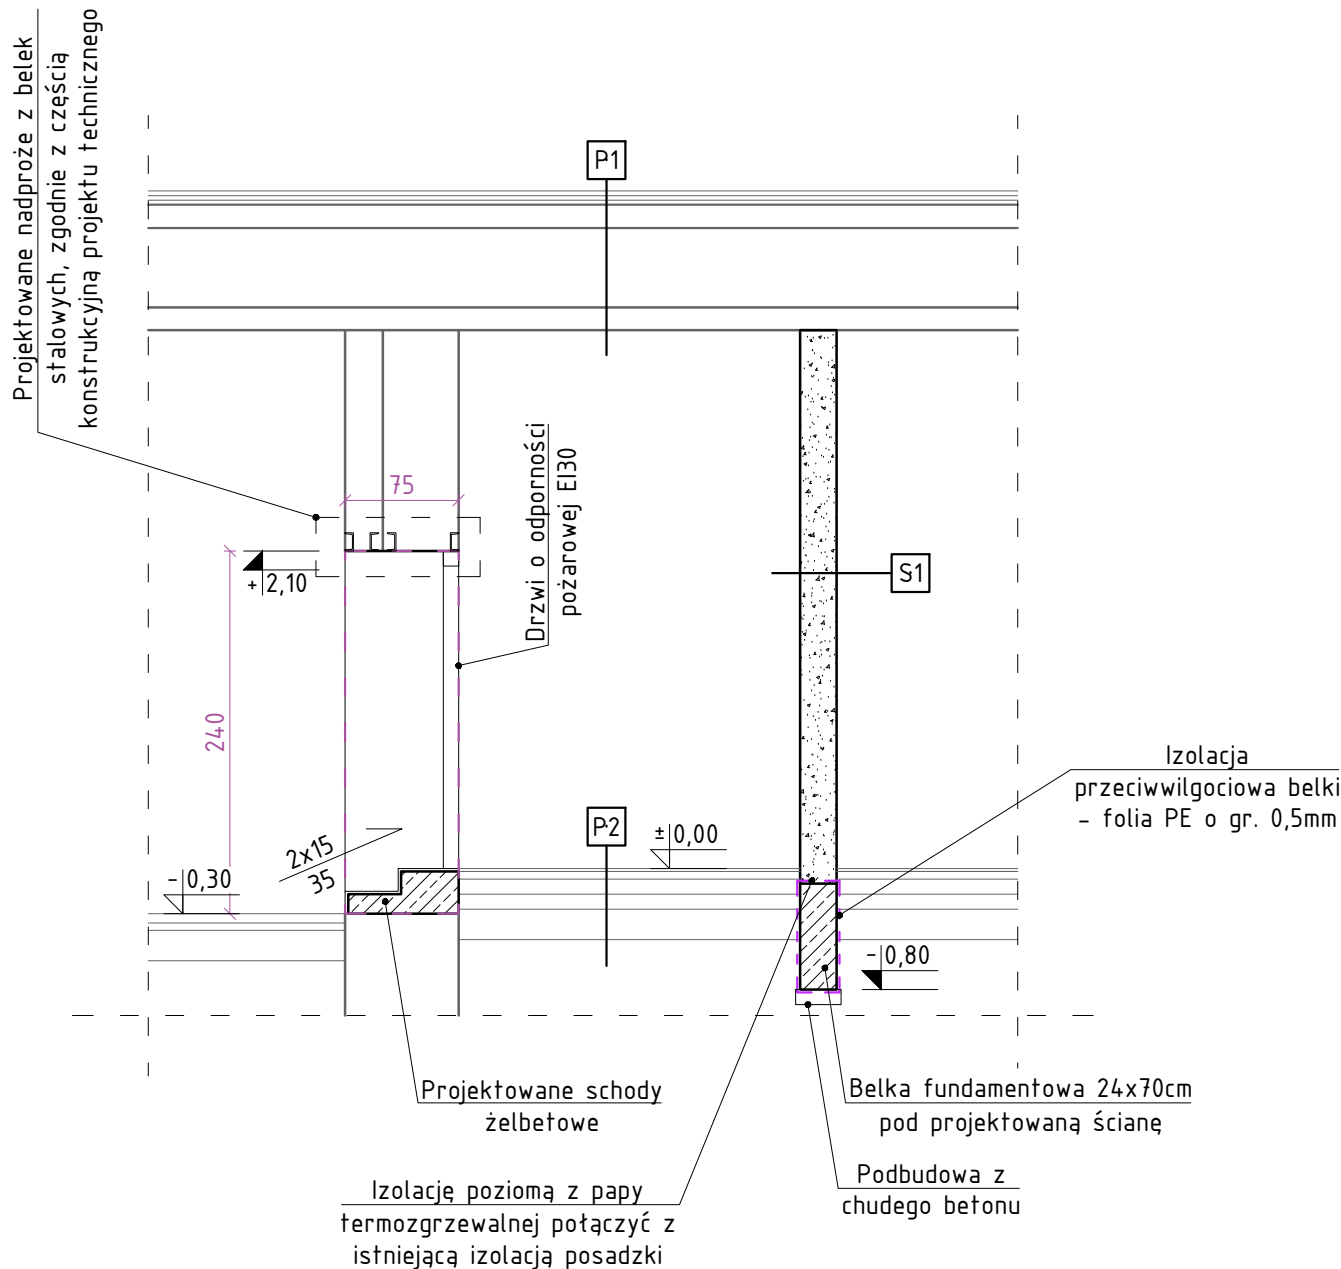 Projektowane nadproże z belek
stalowych, zgodnie z częścią
konstrukcyjną projektu technicznego
P1
75
Drzwi o odporności
pożarowej EI30
+2,10
S1
240
Izolacja
przeciwwilgociowa belki
- folia PE o gr. 0,5mm
P2
±0,00
2x15
35
-0,30
-0,80
Projektowane schody
żelbetowe
Belka fundamentowa 24x70cm
pod projektowaną ścianę
Podbudowa z
chudego betonu
Izolację poziomą z papy
termozgrzewalnej połączyć z
istniejącą izolacją posadzki